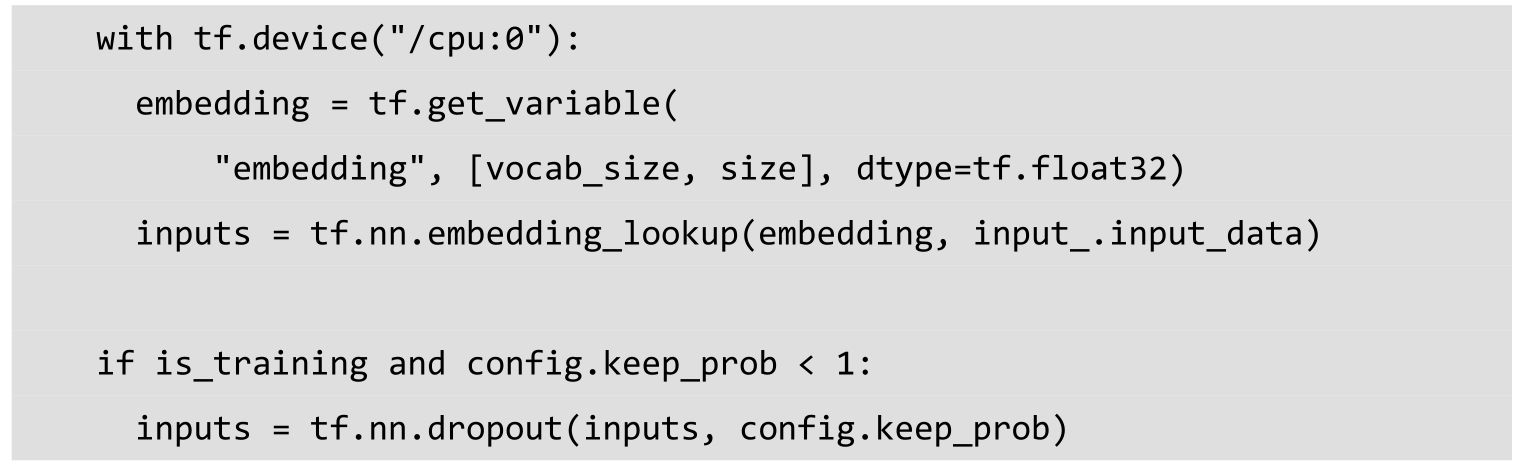 with tf.device("/cpu:0"):
  embedding = tf.get_variable(
      "embedding", [vocab_size, size], dtype=tf.float32)
  inputs = tf.nn.embedding_lookup(embedding, input_.input_data)

if is_training and config.keep_prob < 1:
  inputs = tf.nn.dropout(inputs, config.keep_prob)